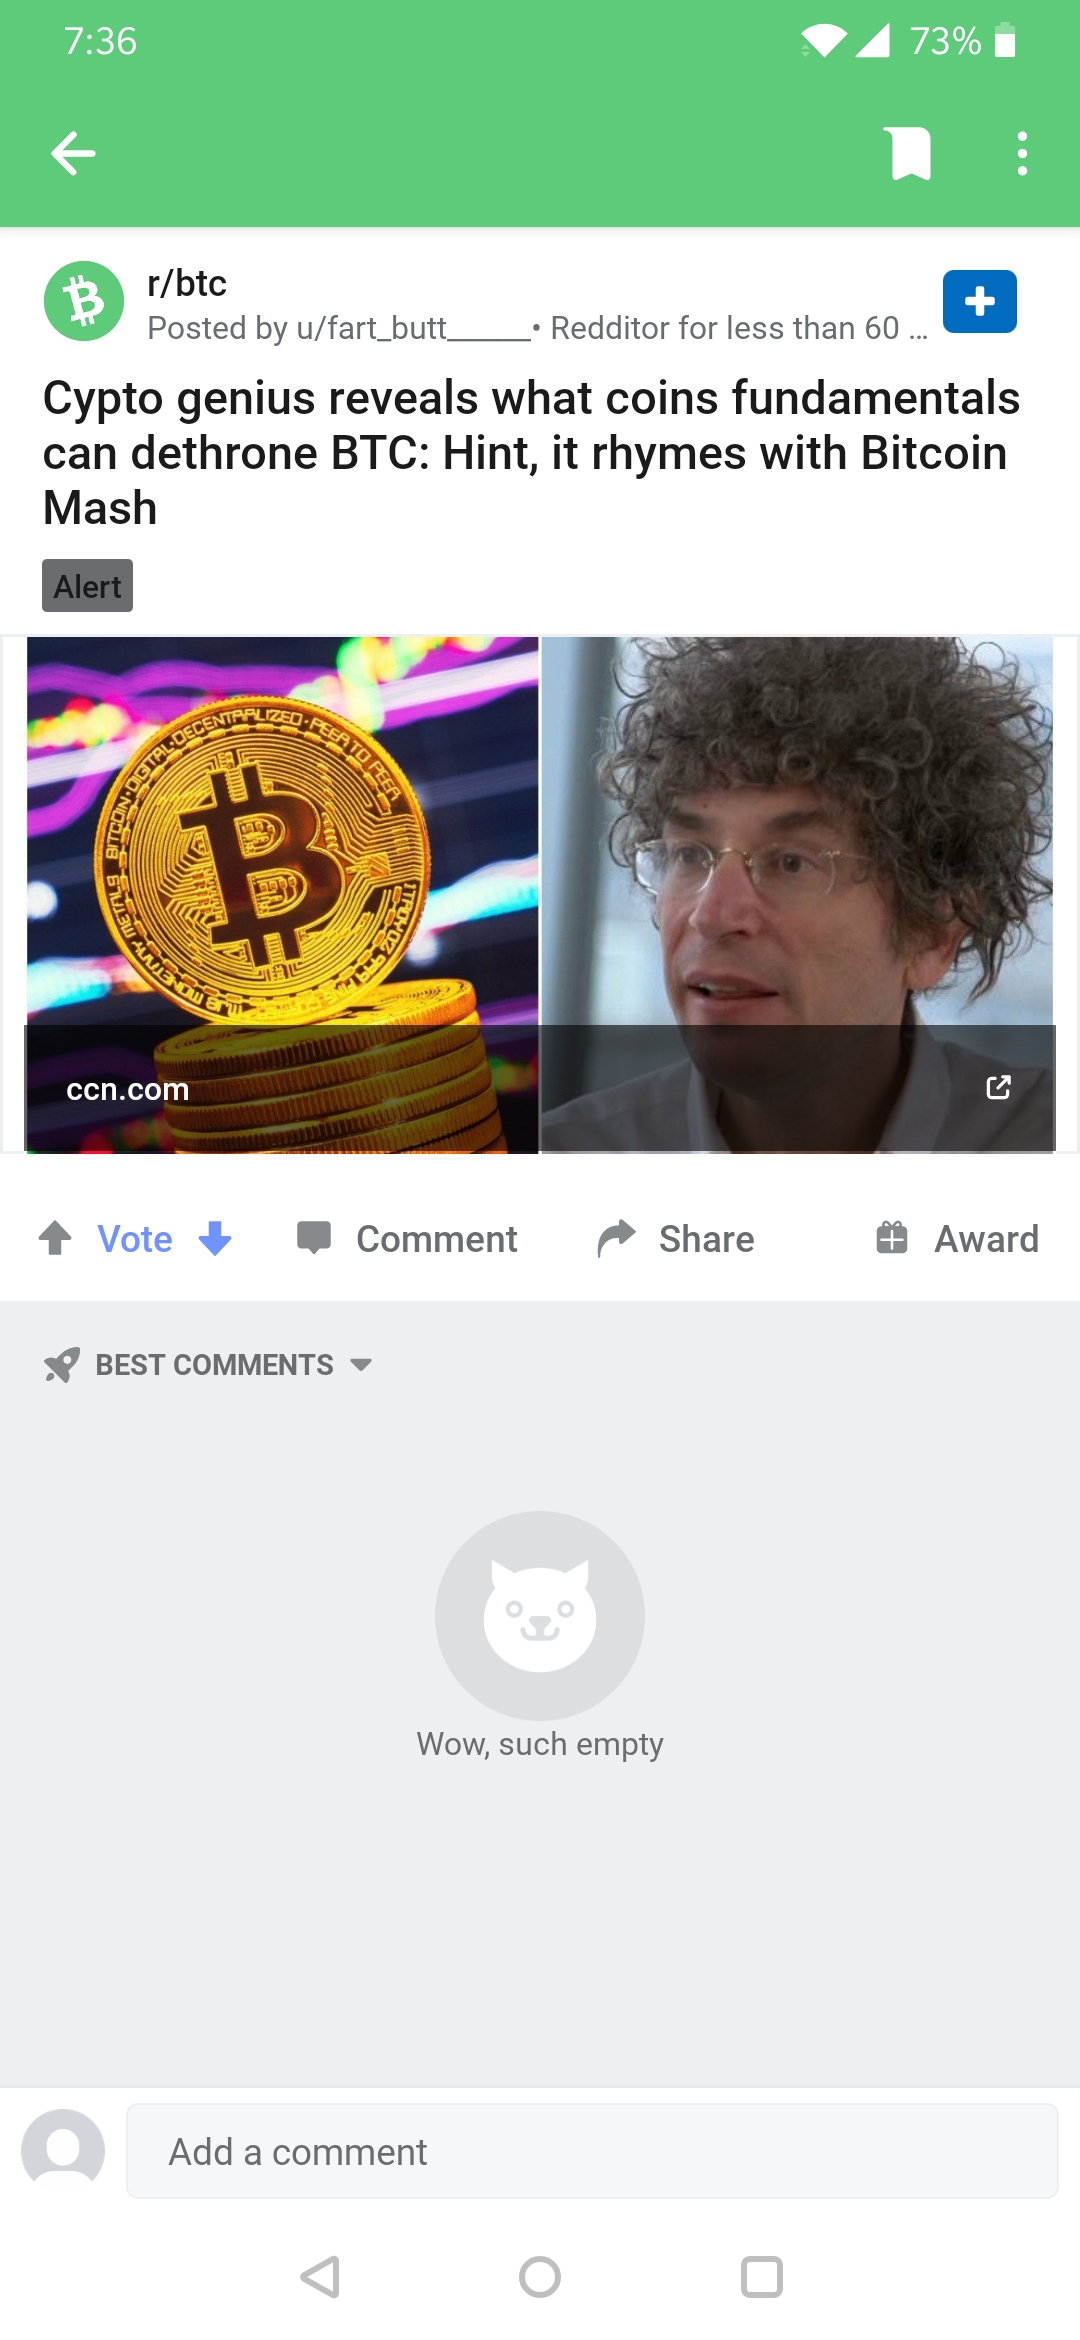 7:36
73%
r/btc
Posted by u/fart_butt______• Redditor for less than 60 ...
Cypto genius reveals what coins fundamentals
can dethrone BTC: Hint, it rhymes with Bitcoin
Mash
Alert
BITCOIN·DIGITAL·DECENTRALIZED·PEER TO PEER
ccn.com
Vote
Comment
Share
Award
BEST COMMENTS
Wow, such empty
Add a comment